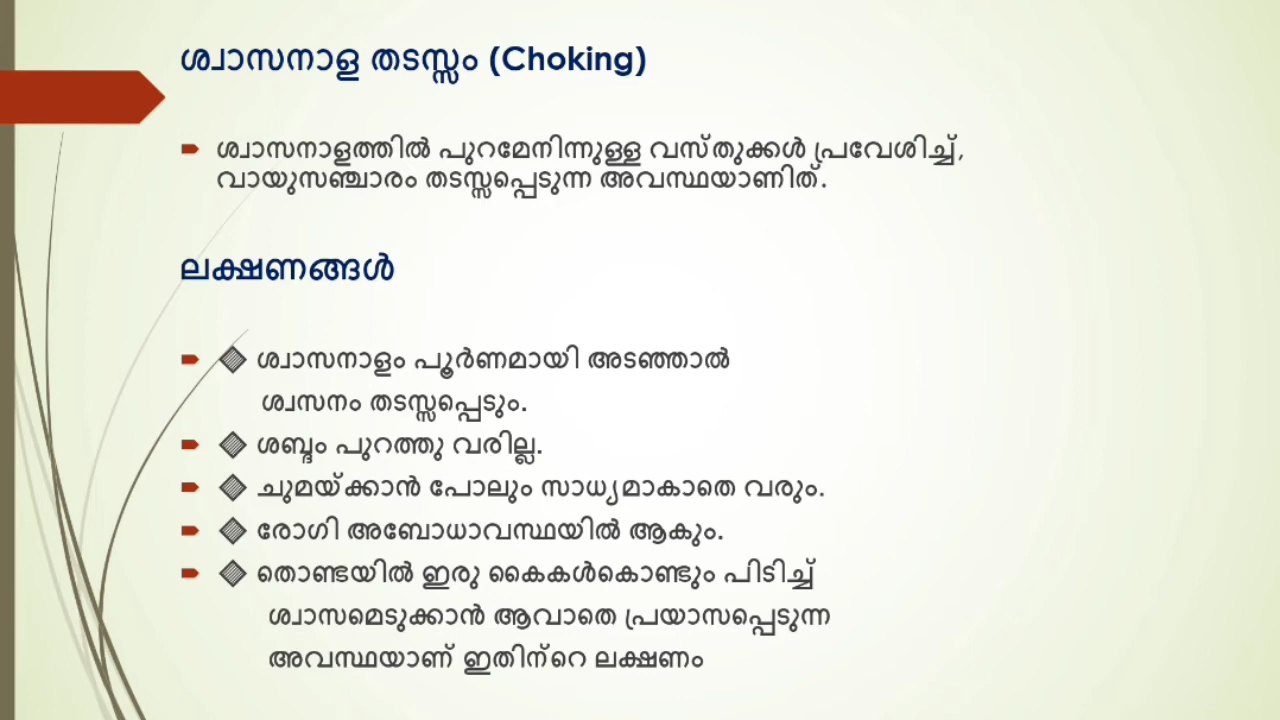 ശ്വാസനാള തടസ്സം (Choking)
ശ്വാസനാളത്തിൽ പുറമേനിന്നുള്ള വസ്തുക്കൾ പ്രവേശിച്ച്,
വായുസഞ്ചാരം തടസ്സപ്പെടുന്ന അവസ്ഥയാണിത്.
ലക്ഷണങ്ങൾ
ശ്വാസനാളം പൂർണമായി അടഞ്ഞാൽ
ശ്വസനം തടസ്സപ്പെടും.
ശബ്ദം പുറത്തു വരില്ല.
ചുമയ്ക്കാൻ പോലും സാധ്യമാകാതെ വരും.
രോഗി അബോധാവസ്ഥയിൽ ആകും.
തൊണ്ടയിൽ ഇരു കൈകൾകൊണ്ടും പിടിച്ച്
ശ്വാസമെടുക്കാൻ ആവാതെ പ്രയാസപ്പെടുന്ന
അവസ്ഥയാണ് ഇതിന്റെ ലക്ഷണം